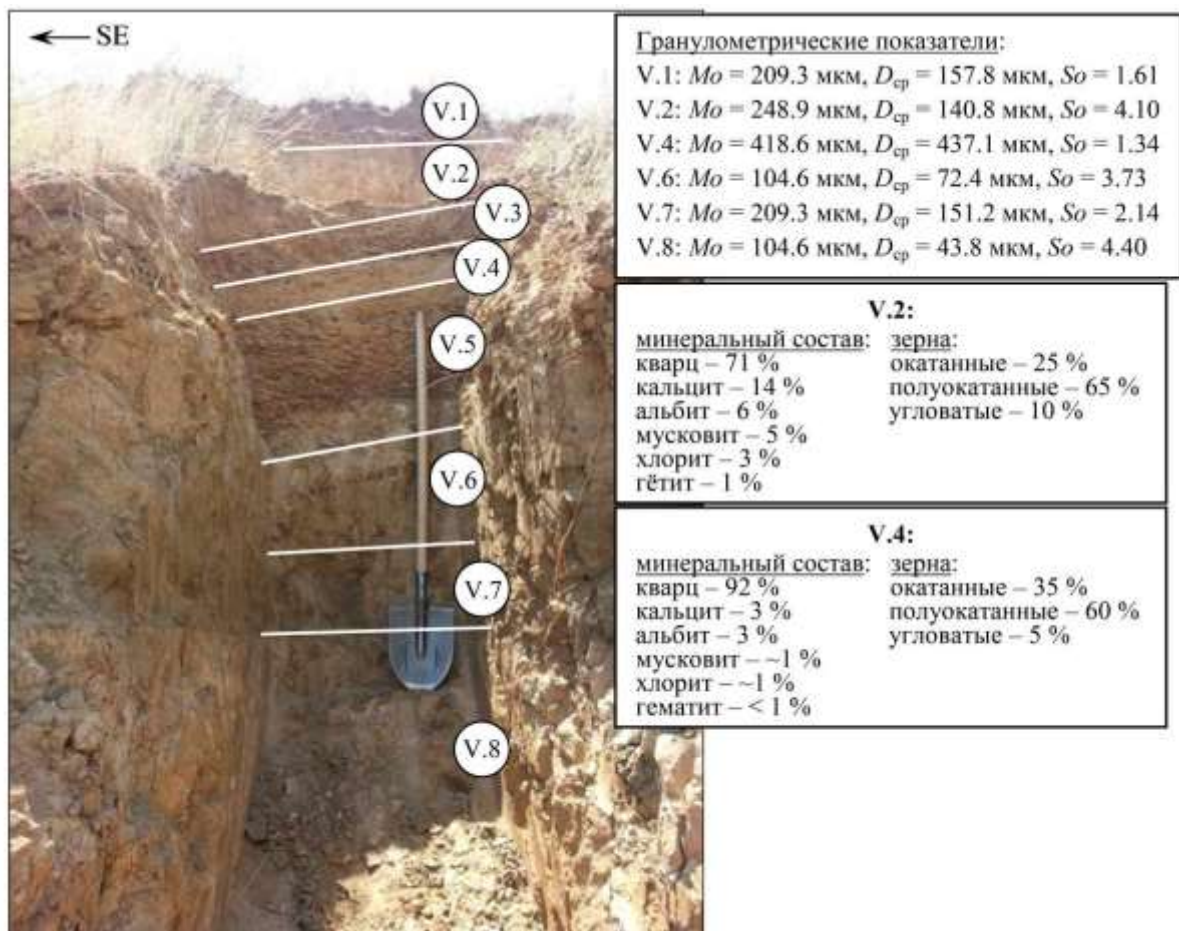 SE
V.1
V.2
V.3
V.4
V.5
V.6
V.7
V.8
Гранулометрические показатели:
V.1: Mo = 209.3 мкм, Dср = 157.8 мкм, So = 1.61
V.2: Mo = 248.9 мкм, Dср = 140.8 мкм, So = 4.10
V.4: Mo = 418.6 мкм, Dср = 437.1 мкм, So = 1.34
V.6: Mo = 104.6 мкм, Dср = 72.4 мкм, So = 3.73
V.7: Mo = 209.3 мкм, Dср = 151.2 мкм, So = 2.14
V.8: Mo = 104.6 мкм, Dср = 43.8 мкм, So = 4.40
V.2:
минеральный состав: зерна:
кварц – 71 % окатанные – 25 %
кальцит – 14 % полуокатанные – 65 %
альбит – 6 % угловатые – 10 %
мусковит – 5 %
хлорит – 3 %
гётит – 1 %
V.4:
минеральный состав: зерна:
кварц – 92 % окатанные – 35 %
кальцит – 3 % полуокатанные – 60 %
альбит – 3 % угловатые – 5 %
мусковит – ~1 %
хлорит – ~1 %
гематит – < 1 %